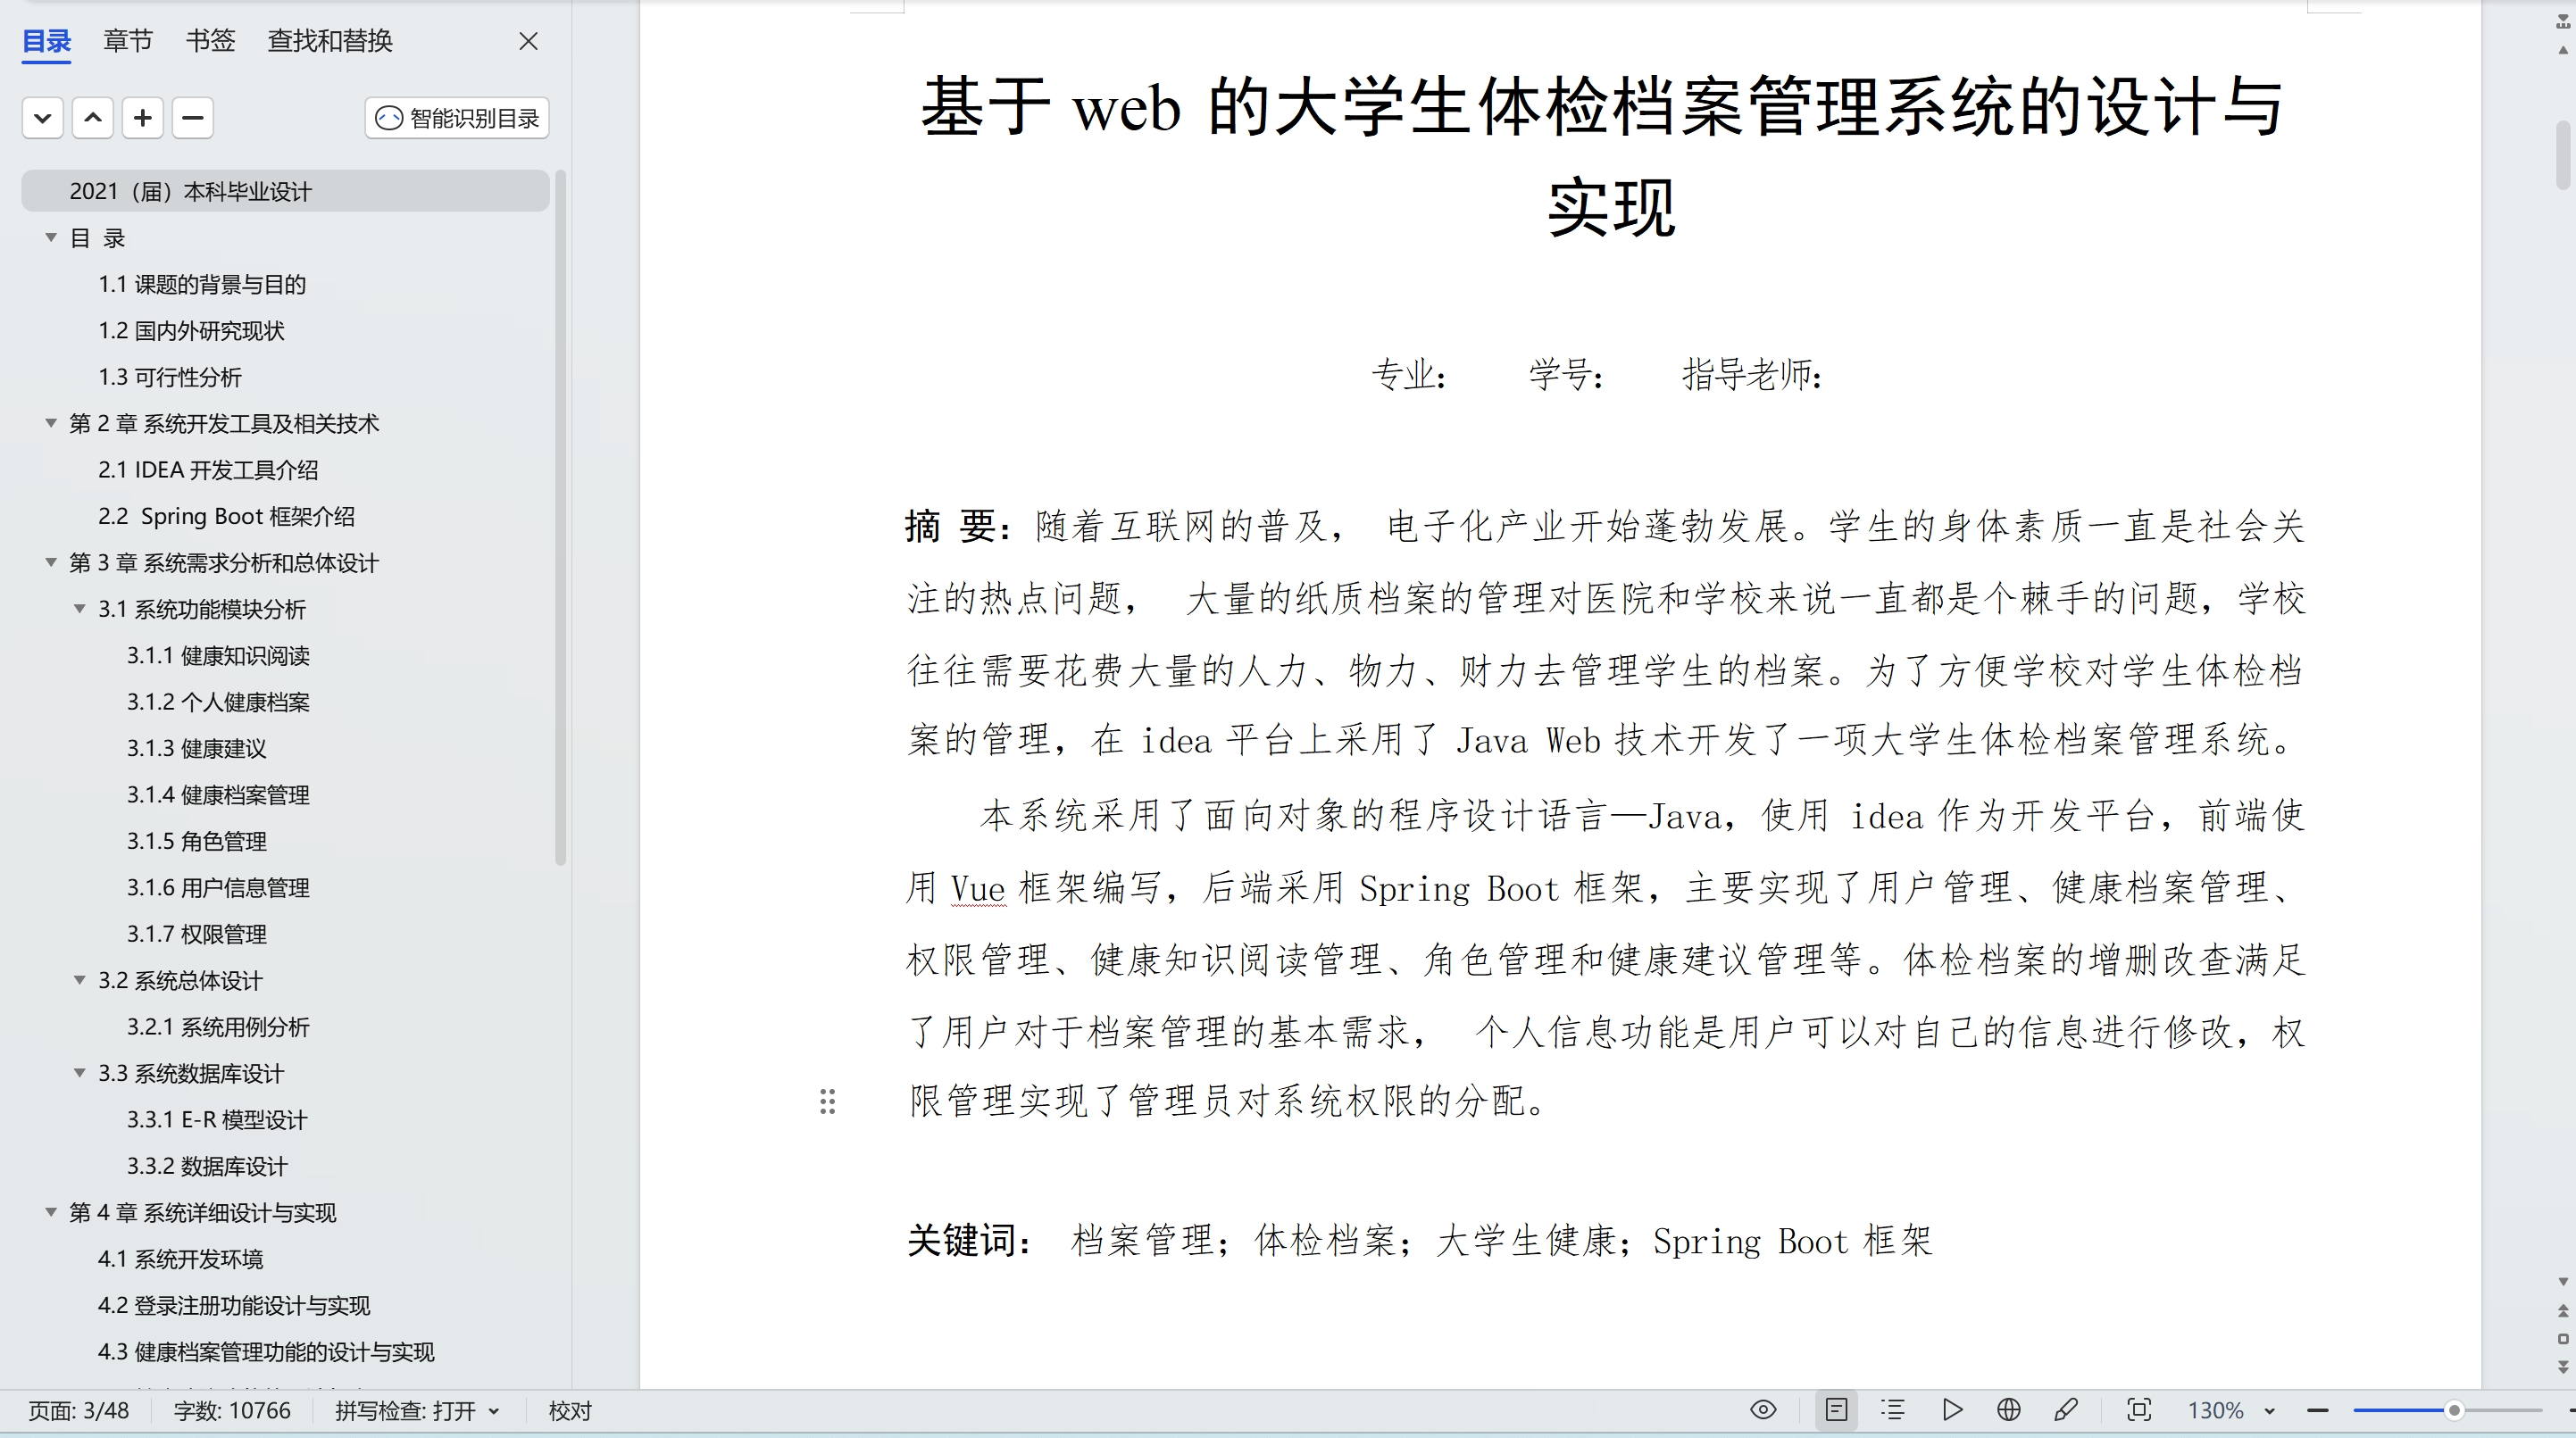 目录 章节 书签 查找和替换
智能识别目录
2021（届）本科毕业设计
目 录
1.1 课题的背景与目的
1.2 国内外研究现状
1.3 可行性分析
第 2 章 系统开发工具及相关技术
2.1 IDEA 开发工具介绍
2.2 Spring Boot 框架介绍
第 3 章 系统需求分析和总体设计
3.1 系统功能模块分析
3.1.1 健康知识阅读
3.1.2 个人健康档案
3.1.3 健康建议
3.1.4 健康档案管理
3.1.5 角色管理
3.1.6 用户信息管理
3.1.7 权限管理
3.2 系统总体设计
3.2.1 系统用例分析
3.3 系统数据库设计
3.3.1 E-R 模型设计
3.3.2 数据库设计
第 4 章 系统详细设计与实现
4.1 系统开发环境
4.2 登录注册功能设计与实现
4.3 健康档案管理功能的设计与实现
基于 web 的大学生体检档案管理系统的设计与
实现
专业： 学号： 指导老师：
摘 要：随着互联网的普及， 电子化产业开始蓬勃发展。学生的身体素质一直是社会关
注的热点问题， 大量的纸质档案的管理对医院和学校来说一直都是个棘手的问题，学校
往往需要花费大量的人力、物力、财力去管理学生的档案。为了方便学校对学生体检档
案的管理，在 idea 平台上采用了 Java Web 技术开发了一项大学生体检档案管理系统。
本系统采用了面向对象的程序设计语言—Java，使用 idea 作为开发平台，前端使
用 Vue 框架编写，后端采用 Spring Boot 框架，主要实现了用户管理、健康档案管理、
权限管理、健康知识阅读管理、角色管理和健康建议管理等。体检档案的增删改查满足
了用户对于档案管理的基本需求， 个人信息功能是用户可以对自己的信息进行修改，权
限管理实现了管理员对系统权限的分配。
关键词： 档案管理；体检档案；大学生健康；Spring Boot 框架
页面: 3/48 字数: 10766 拼写检查: 打开 校对 130%